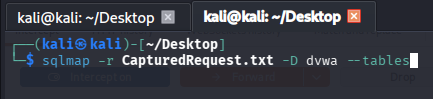 kali@kali: ~/Desktop kali@kali: ~/Desktop
┌──(kali㉿kali)-[~/Desktop]
└─$ sqlmap -r CapturedRequest.txt -D dvwa --tables